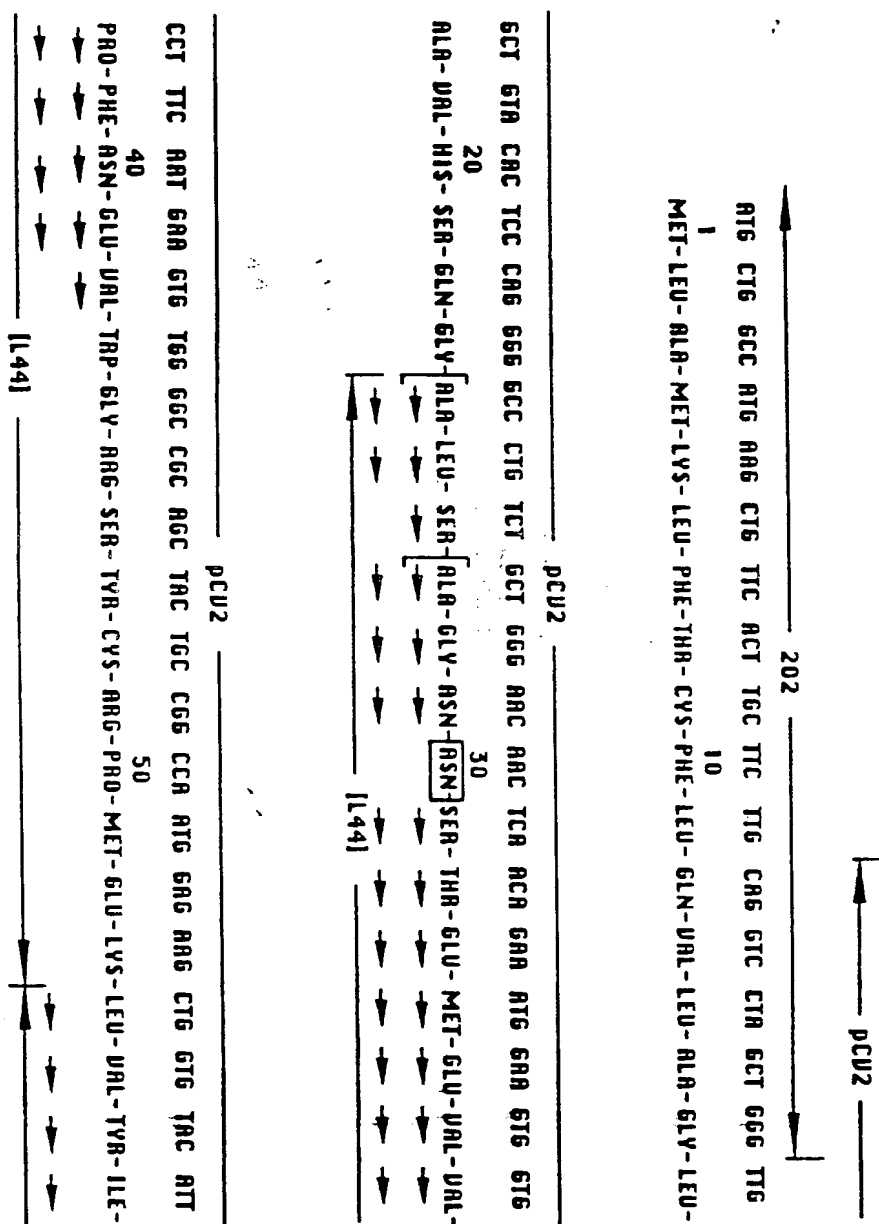 pCV2
202
ATG CTG GCC ATG AAG CTG TTC ACT TGC TTC TTG CAG GTC CTA GCT GGG TTG
1 10
MET-LEU-ALA-MET-LYS-LEU-PHE-THR-CYS-PHE-LEU-GLN-VAL-LEU-ALA-GLY-LEU-
pCV2
GCT GTA CAC TCC CAG GGG GCC CTG TCT GCT GGG AAC AAC TCA ACA GAA ATG GAA GTG GTG
20 30
ALA-VAL-HIS-SER-GLN-GLY-ALA-LEU-SER-ALA-GLY-ASN-ASN-SER-THR-GLU-MET-GLU-VAL-VAL-
[L44]
pCV2
CCT TTC AAT GAA GTG TGG GGC CGC AGC TAC TGC CGG CCA ATG GAG AAG CTG GTG TAC ATT
40 50
PRO-PHE-ASN-GLU-VAL-TRP-GLY-ARG-SER-TYR-CYS-ARG-PRO-MET-GLU-LYS-LEU-VAL-TYR-ILE-
[L44]